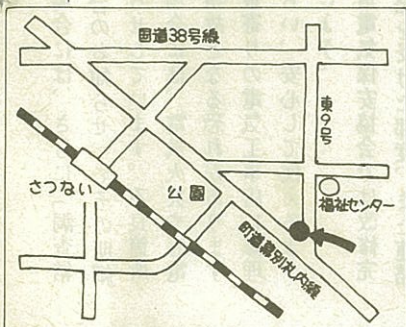 国道38号線
東9号
さつない
公園
福祉センター
町道幕別札内線